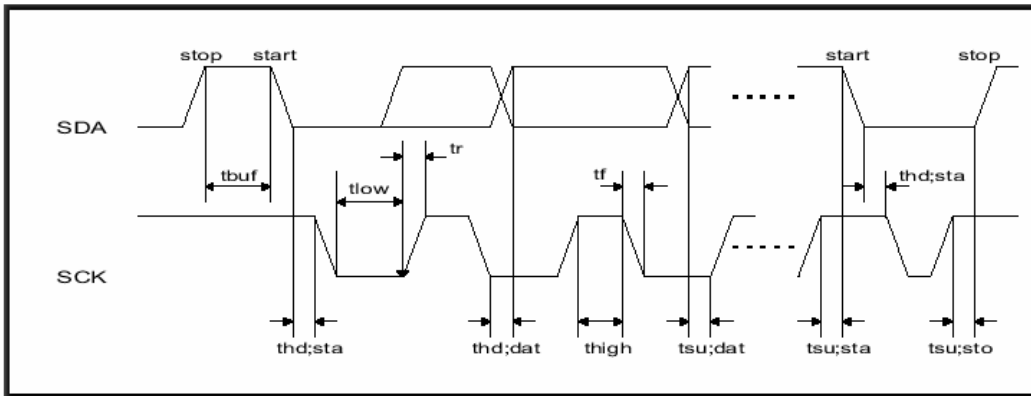 stop start start stop
SDA
tr
tbuf tlow tf thd;sta
SCK
thd;sta thd;dat thigh tsu;dat tsu;sta tsu;sto